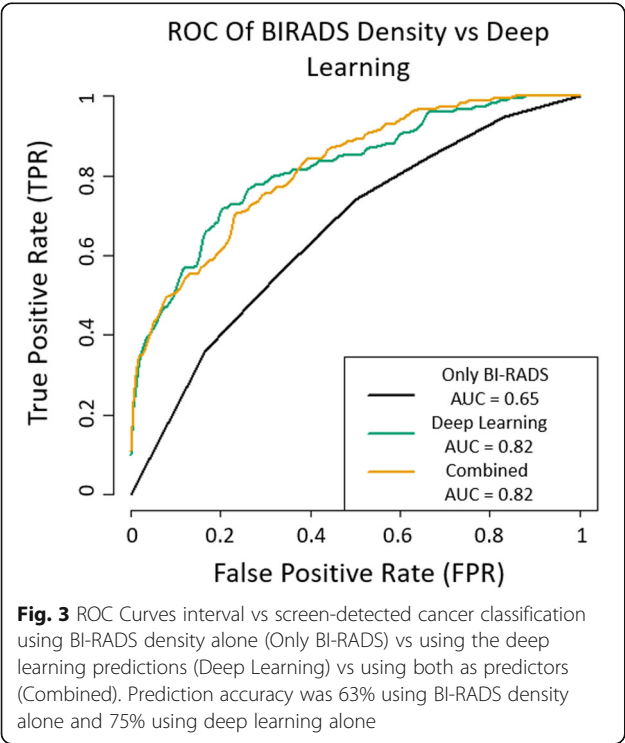 ROC Of BIRADS Density vs Deep
Learning
True Positive Rate (TPR)
1
0.8
0.6
0.4
0.2
0
Only BI-RADS
AUC = 0.65
Deep Learning
AUC = 0.82
Combined
AUC = 0.82
0 0.2 0.4 0.6 0.8 1
False Positive Rate (FPR)
Fig. 3 ROC Curves interval vs screen-detected cancer classification
using BI-RADS density alone (Only BI-RADS) vs using the deep
learning predictions (Deep Learning) vs using both as predictors
(Combined). Prediction accuracy was 63% using BI-RADS density
alone and 75% using deep learning alone